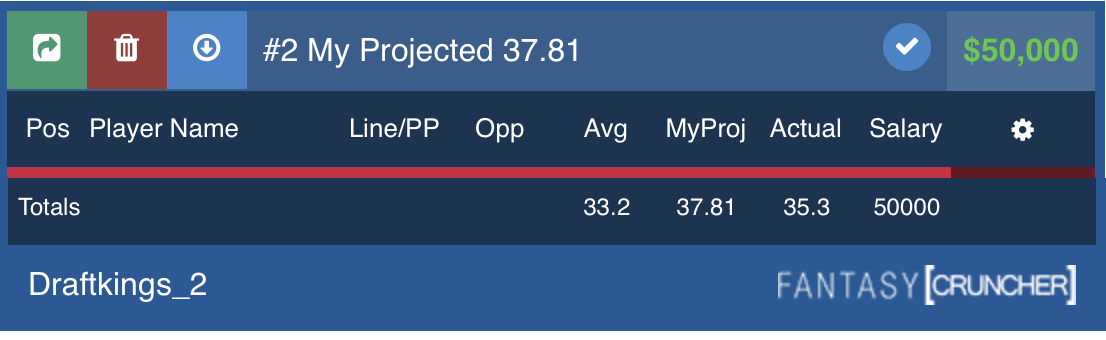 #2 My Projected 37.81 $50,000
Pos Player Name Line/PP Opp Avg MyProj Actual Salary
Totals 33.2 37.81 35.3 50000
Draftkings_2 FANTASY[CRUNCHER]